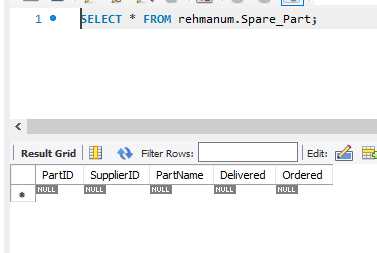 1 SELECT * FROM rehmanum.Spare_Part;
Result Grid Filter Rows: Edit:
PartID SupplierID PartName Delivered Ordered
NULL NULL NULL NULL NULL